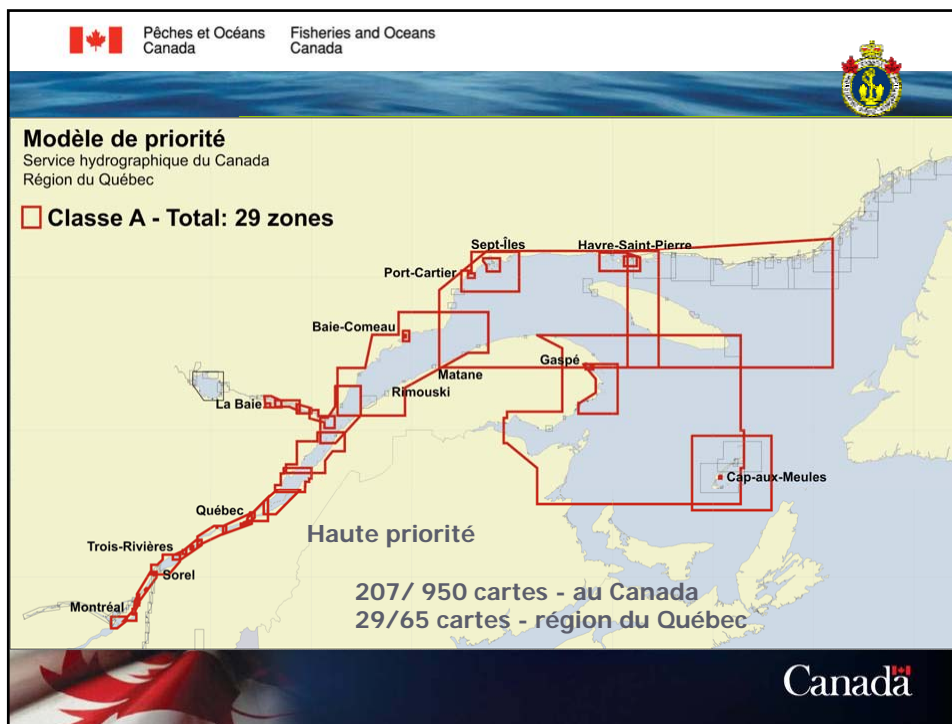 Pêches et Océans
Canada
Fisheries and Oceans
Canada
Modèle de priorité
Service hydrographique du Canada
Région du Québec
Classe A - Total: 29 zones
Sept-Îles
Havre-Saint-Pierre
Port-Cartier
Baie-Comeau
Gaspé
Matane
Rimouski
La Baie
Cap-aux-Meules
Québec
Haute priorité
Trois-Rivières
Sorel
207/ 950 cartes - au Canada
Montréal
29/65 cartes - région du Québec
Canada